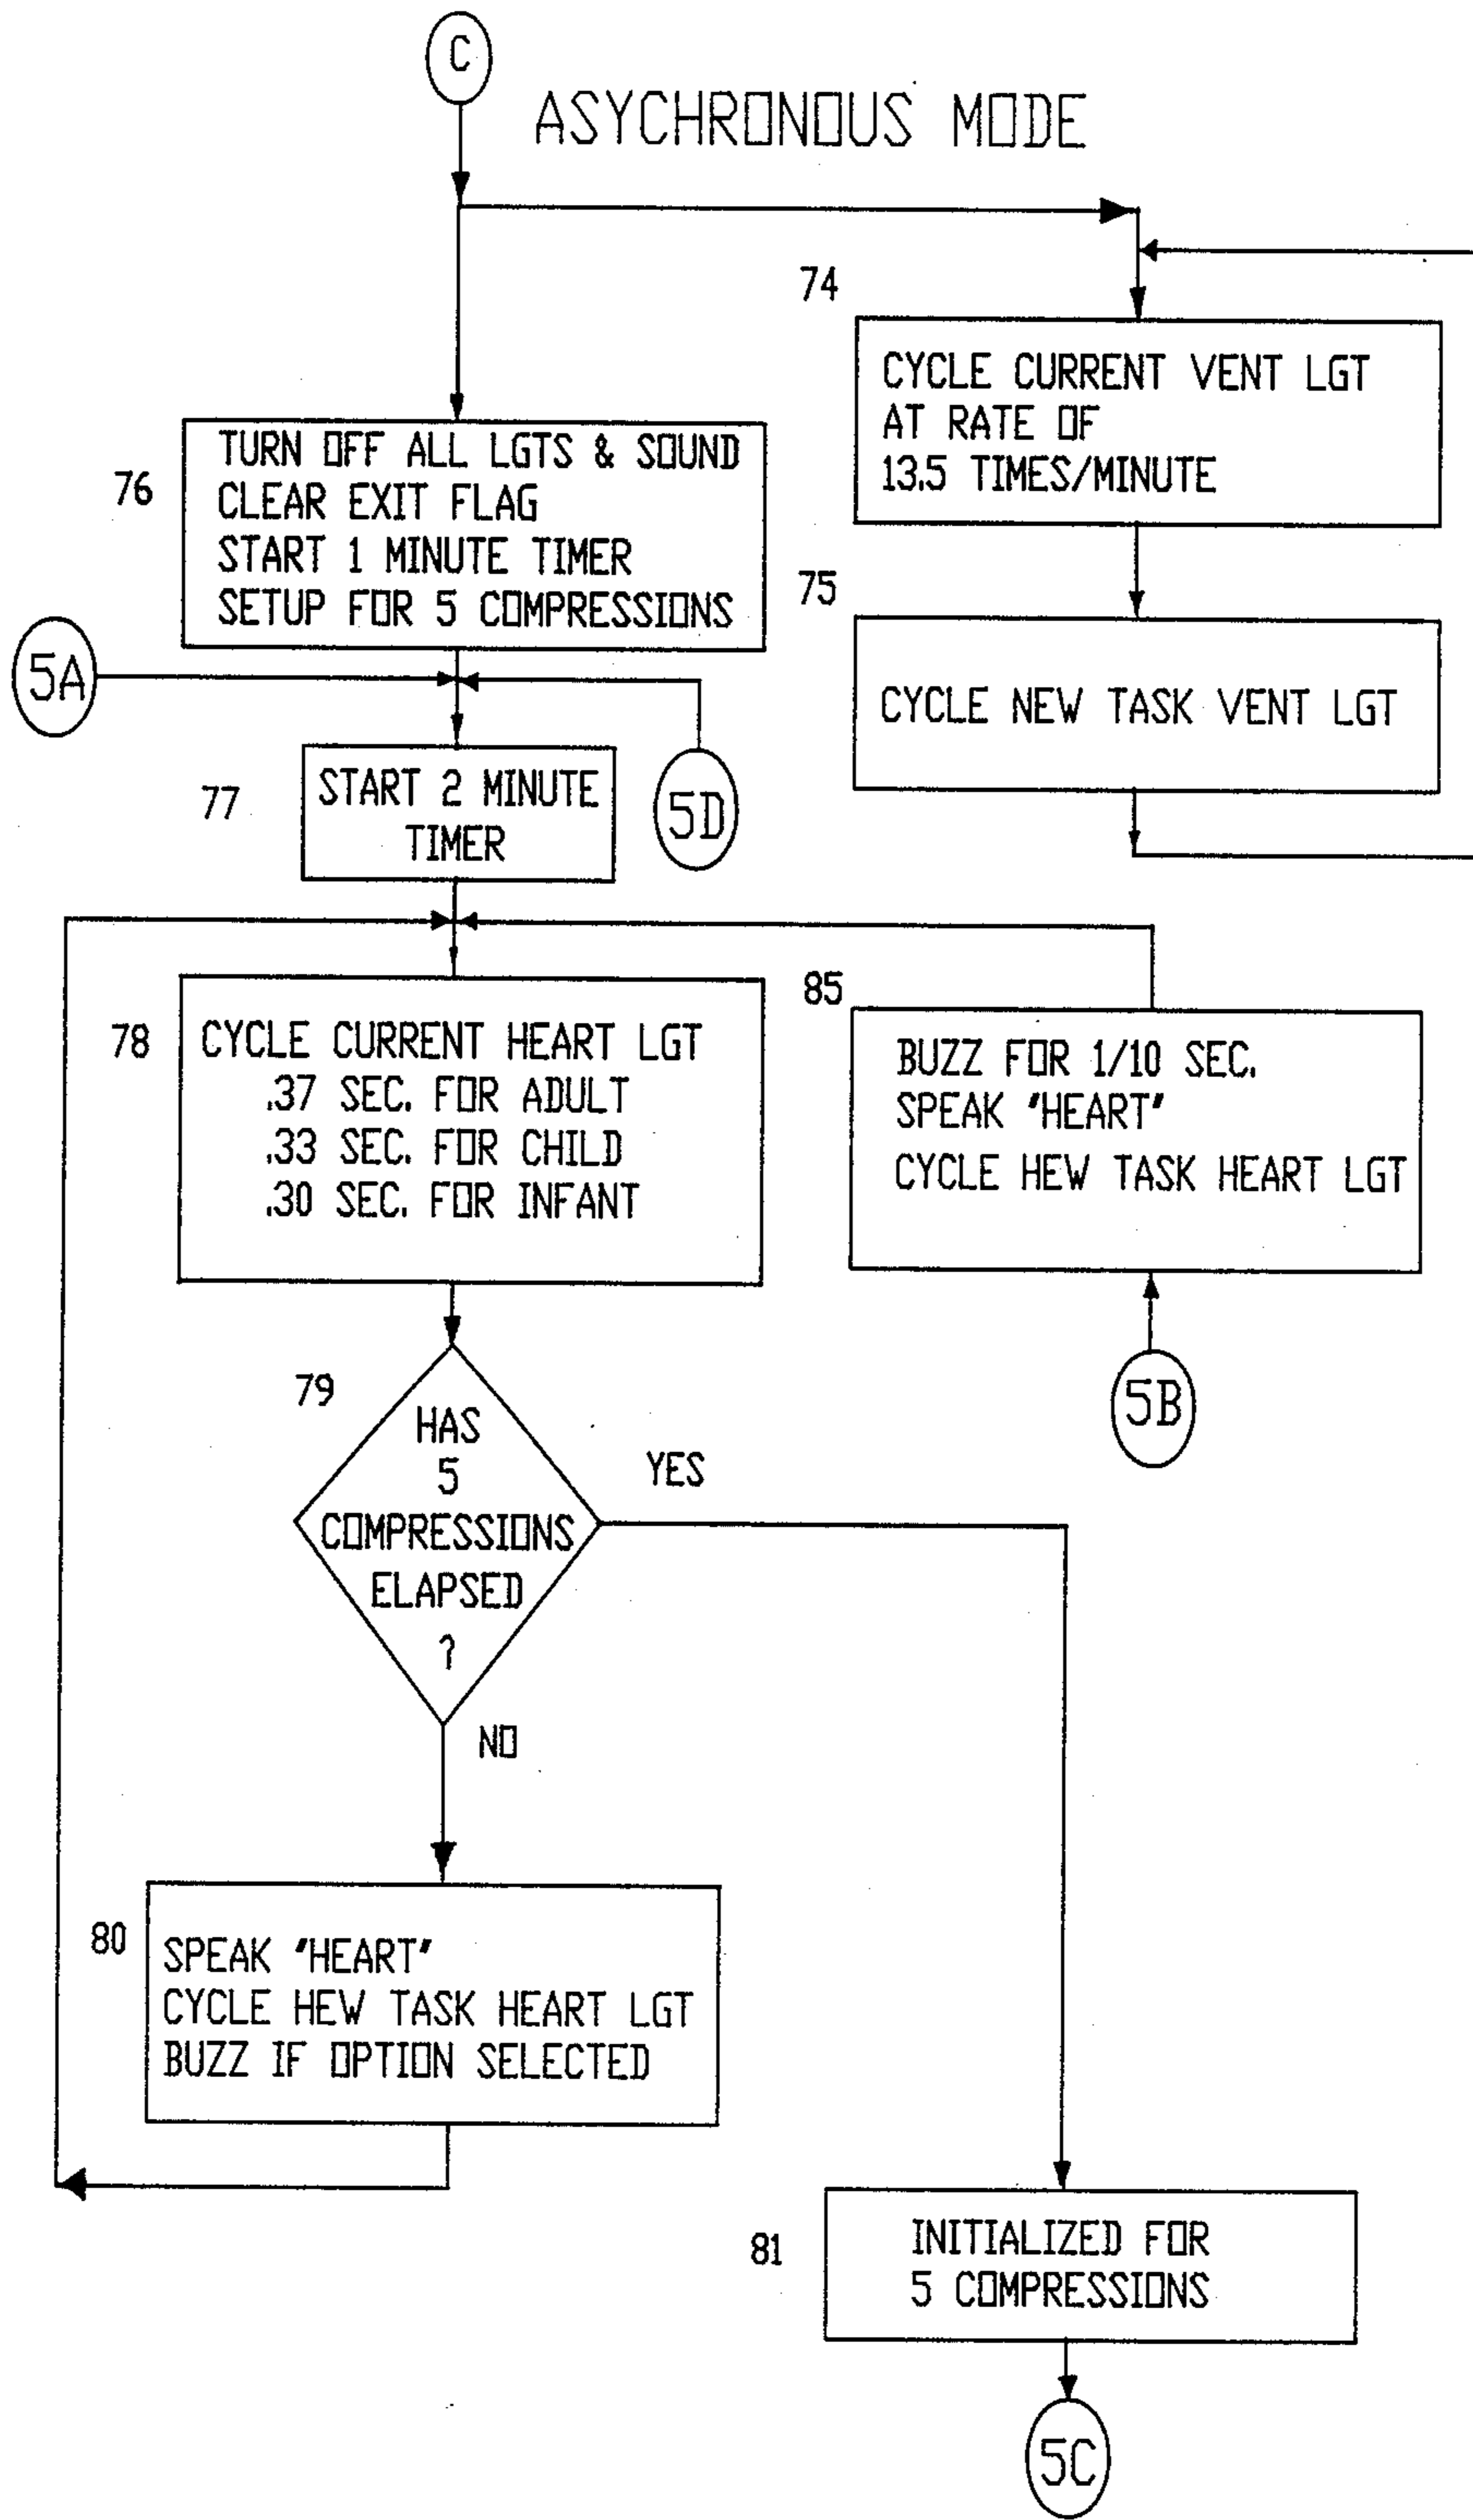 C
ASYCHRONOUS MODE
74
CYCLE CURRENT VENT LGT
AT RATE OF
13.5 TIMES/MINUTE
76
TURN OFF ALL LGTS & SOUND
CLEAR EXIT FLAG
START 1 MINUTE TIMER
SETUP FOR 5 COMPRESSIONS
75
CYCLE NEW TASK VENT LGT
5A
77
START 2 MINUTE
TIMER
5D
78
CYCLE CURRENT HEART LGT
.37 SEC. FOR ADULT
.33 SEC. FOR CHILD
.30 SEC. FOR INFANT
85
BUZZ FOR 1/10 SEC.
SPEAK "HEART"
CYCLE HEW TASK HEART LGT
5B
79
HAS
5
COMPRESSIONS
ELAPSED
?
YES
NO
80
SPEAK "HEART"
CYCLE HEW TASK HEART LGT
BUZZ IF OPTION SELECTED
81
INITIALIZED FOR
5 COMPRESSIONS
5C